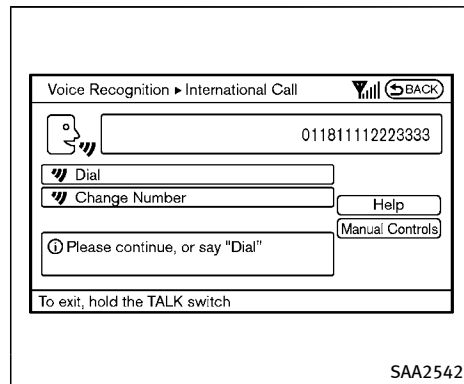 Voice Recognition ▸ International Call BACK
011811112223333
Dial
Change Number
Help
Manual Controls
Please continue, or say "Dial"
To exit, hold the TALK switch
SAA2542